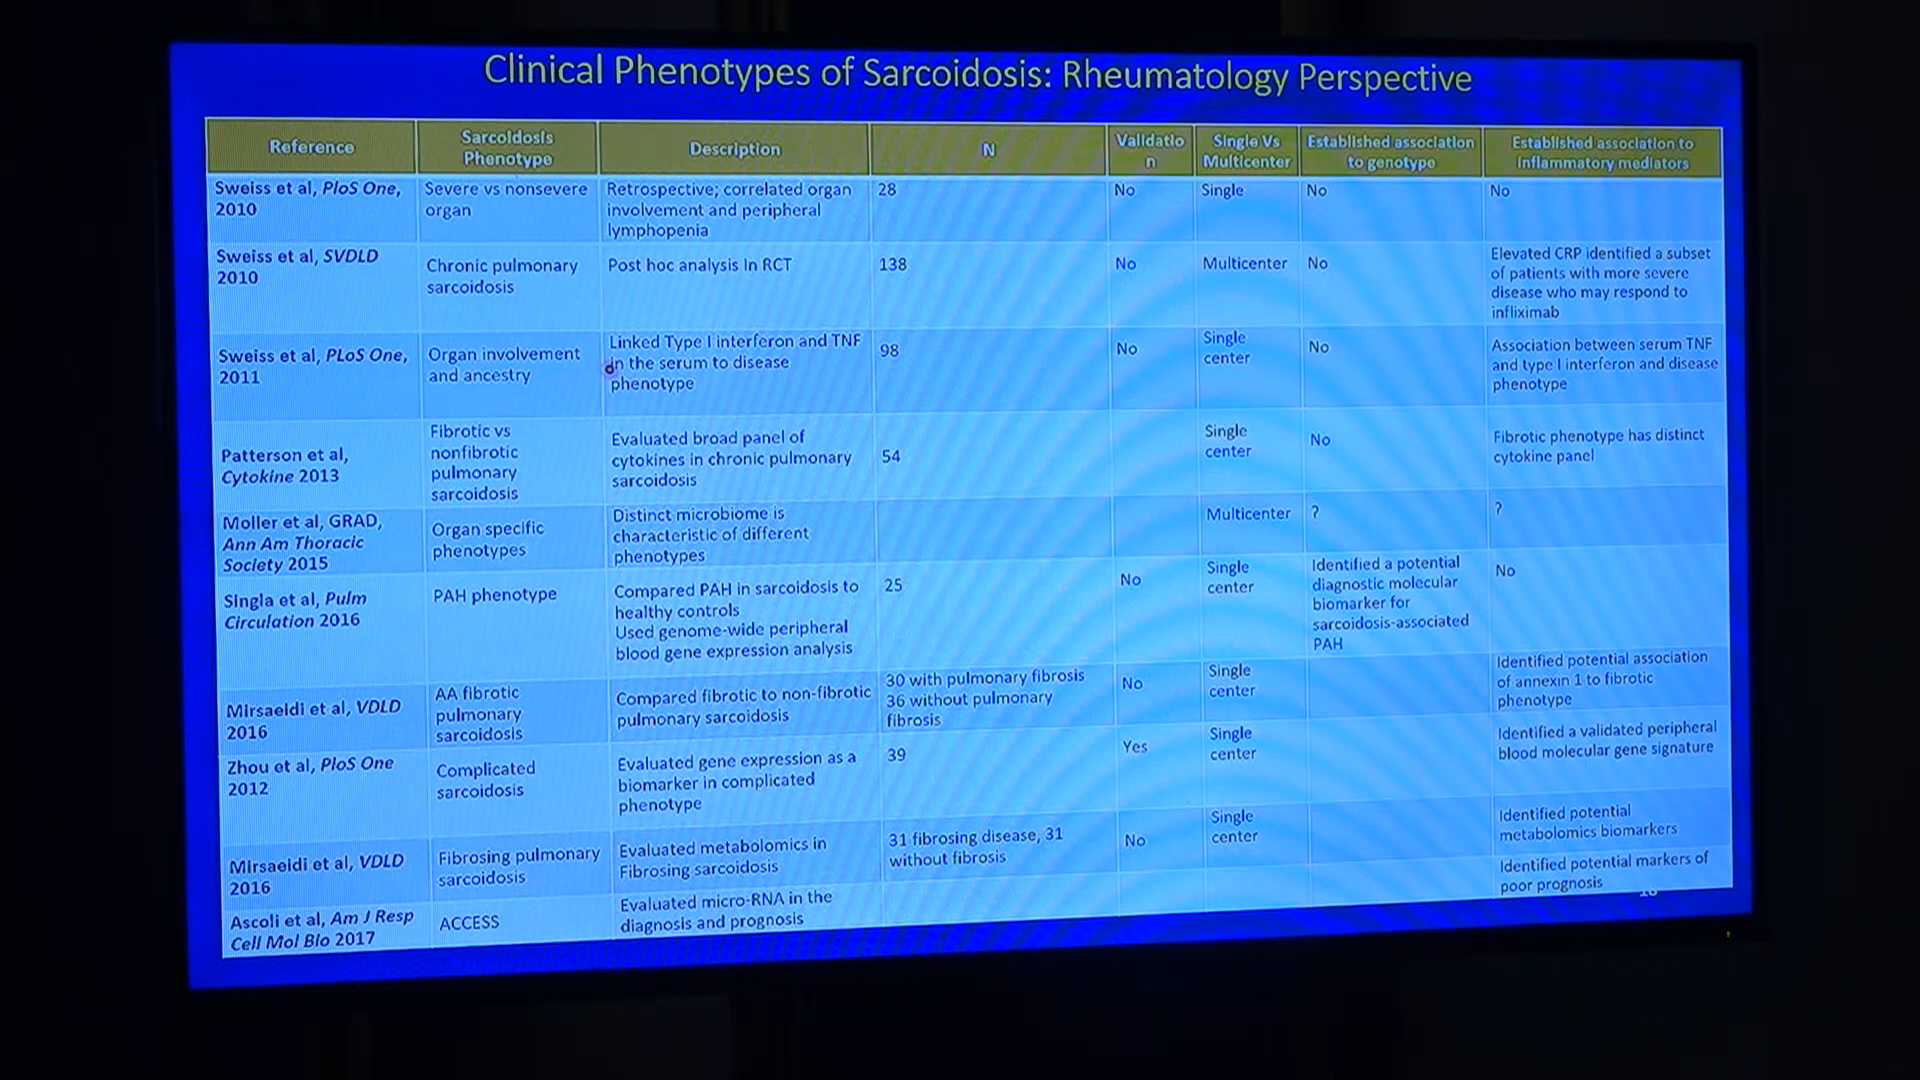 Clinical Phenotypes of Sarcoidosis: Rheumatology Perspective
Reference
Sarcoidosis
Phenotype
Description
N
Validatio
n
Single Vs
Multicenter
Established association
to genotype
Established association to
Inflammatory mediators
Sweiss et al, PloS One,
2010
Severe vs nonsevere
organ
Retrospective; correlated organ
involvement and peripheral
lymphopenia
28
No
Single
No
No
Sweiss et al, SVDLD
2010
Chronic pulmonary
sarcoidosis
Post hoc analysis In RCT
138
No
Multicenter
No
Elevated CRP identified a subset
of patients with more severe
disease who may respond to
infliximab
Sweiss et al, PLoS One,
2011
Organ involvement
and ancestry
Linked Type I interferon and TNF
in the serum to disease
phenotype
98
No
Single
center
No
Association between serum TNF
and type I interferon and disease
phenotype
Patterson et al,
Cytokine 2013
Fibrotic vs
nonfibrotic
pulmonary
sarcoidosis
Evaluated broad panel of
cytokines in chronic pulmonary
sarcoidosis
54
Single
center
No
Fibrotic phenotype has distinct
cytokine panel
Moller et al, GRAD,
Ann Am Thoracic
Society 2015
Organ specific
phenotypes
Distinct microbiome is
characteristic of different
phenotypes
Multicenter
?
?
Singla et al, Pulm
Circulation 2016
PAH phenotype
Compared PAH in sarcoidosis to
healthy controls
Used genome-wide peripheral
blood gene expression analysis
25
No
Single
center
Identified a potential
diagnostic molecular
biomarker for
sarcoidosis-associated
PAH
No
Mirsaeidi et al, VDLD
2016
AA fibrotic
pulmonary
sarcoidosis
Compared fibrotic to non-fibrotic
pulmonary sarcoidosis
30 with pulmonary fibrosis
36 without pulmonary
fibrosis
No
Single
center
Identified potential association
of annexin 1 to fibrotic
phenotype
Zhou et al, PloS One
2012
Complicated
sarcoidosis
Evaluated gene expression as a
biomarker in complicated
phenotype
39
Yes
Single
center
Identified a validated peripheral
blood molecular gene signature
Mirsaeidi et al, VDLD
2016
Fibrosing pulmonary
sarcoidosis
Evaluated metabolomics in
Fibrosing sarcoidosis
31 fibrosing disease, 31
without fibrosis
No
Single
center
Identified potential
metabolomics biomarkers
Ascoli et al, Am J Resp
Cell Mol Bio 2017
ACCESS
Evaluated micro-RNA in the
diagnosis and prognosis
Identified potential markers of
poor prognosis